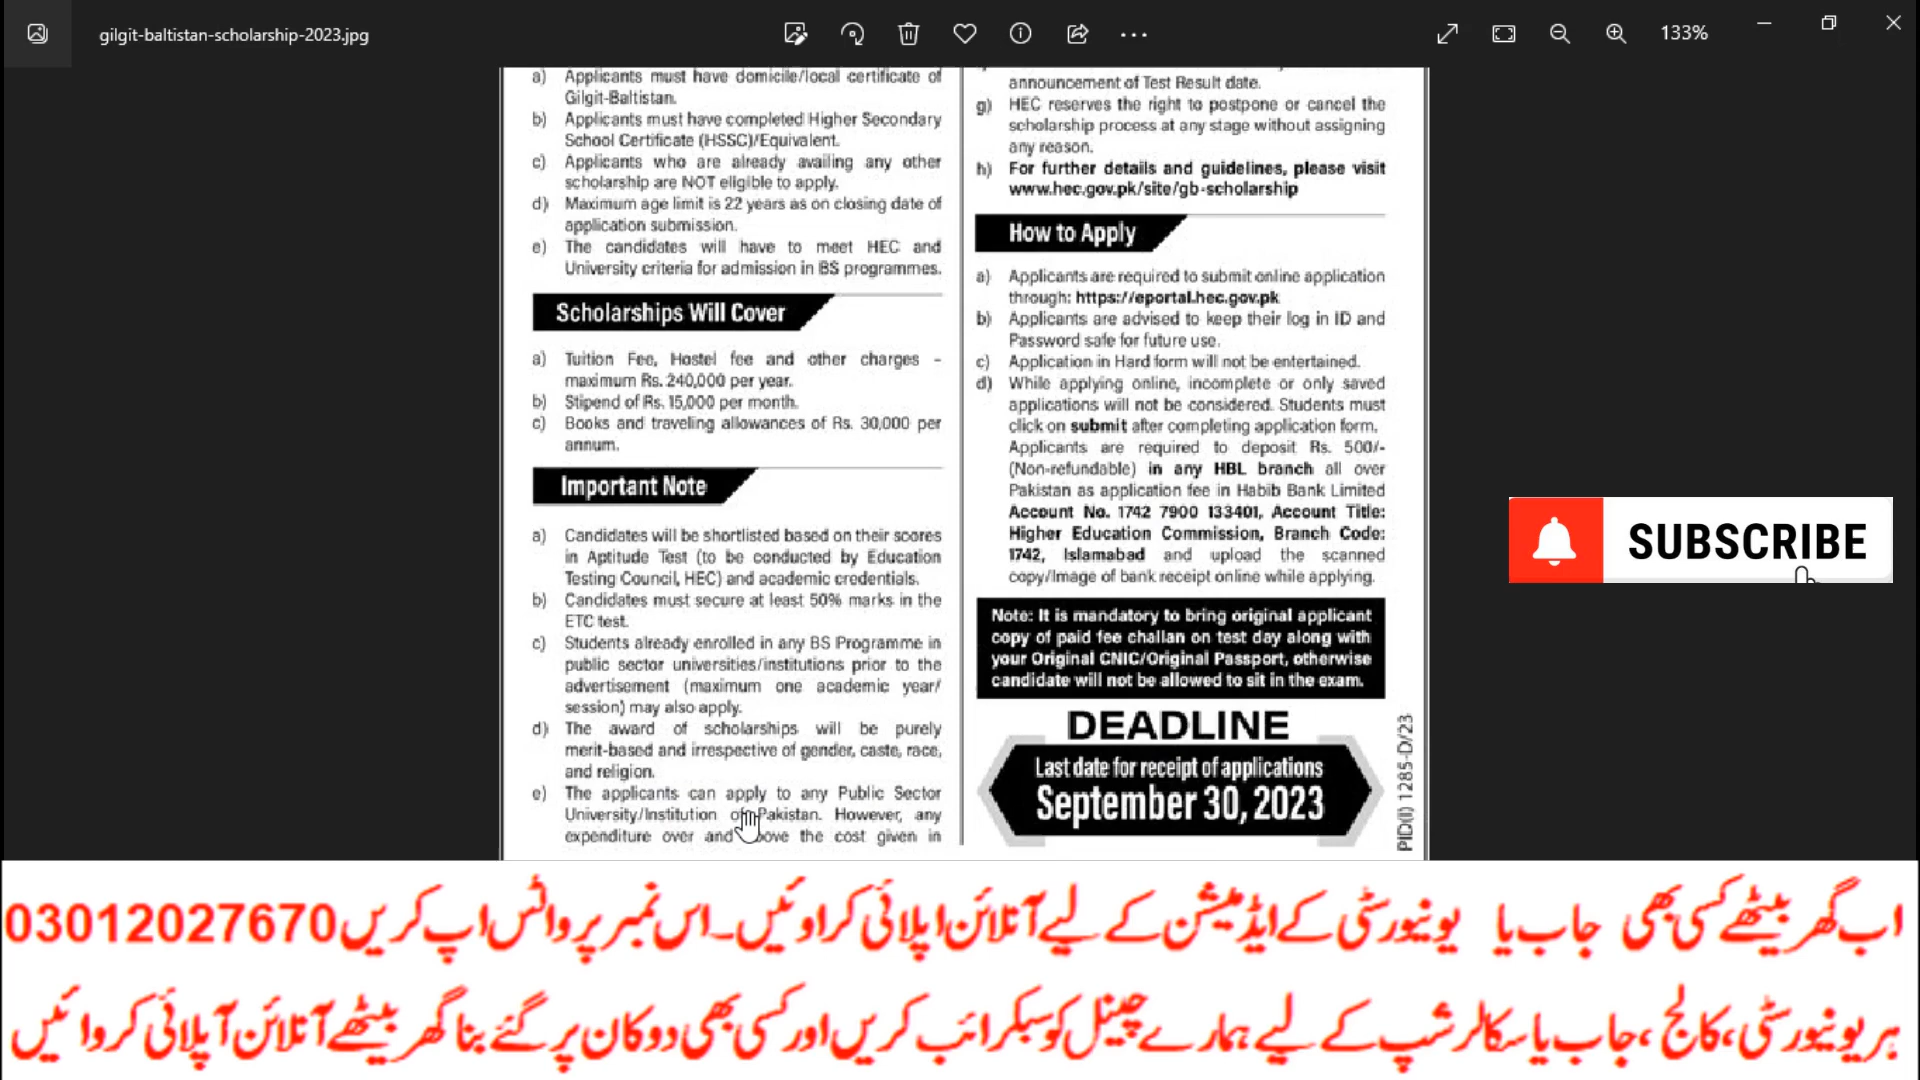 gilgit-baltistan-scholarship-2023.jpg
133%
a) Applicants must have domicile/local certificate of
Gilgit-Baltistan.
b) Applicants must have completed Higher Secondary
School Certificate (HSSC)/Equivalent.
c) Applicants who are already availing any other
scholarship are NOT eligible to apply.
d) Maximum age limit is 22 years as on closing date of
application submission.
e) The candidates will have to meet HEC and
University criteria for admission in BS programmes.
Scholarships Will Cover
a) Tuition Fee, Hostel fee and other charges -
maximum Rs. 240,000 per year.
b) Stipend of Rs. 15,000 per month.
c) Books and traveling allowances of Rs. 30,000 per
annum.
Important Note
a) Candidates will be shortlisted based on their scores
in Aptitude Test (to be conducted by Education
Testing Council, HEC) and academic credentials.
b) Candidates must secure at least 50% marks in the
ETC test.
c) Students already enrolled in any BS Programme in
public sector universities/institutions prior to the
advertisement (maximum one academic year/
session) may also apply.
d) The award of scholarships will be purely
merit-based and irrespective of gender, caste, race,
and religion.
e) The applicants can apply to any Public Sector
University/Institution of Pakistan. However, any
expenditure over and above the cost given in
announcement of Test Result date.
g) HEC reserves the right to postpone or cancel the
scholarship process at any stage without assigning
any reason.
h) For further details and guidelines, please visit
www.hec.gov.pk/site/gb-scholarship
How to Apply
a) Applicants are required to submit online application
through: https://eportal.hec.gov.pk
b) Applicants are advised to keep their log in ID and
Password safe for future use.
c) Application in Hard form will not be entertained.
d) While applying online, incomplete or only saved
applications will not be considered. Students must
click on submit after completing application form.
Applicants are required to deposit Rs. 500/-
(Non-refundable) in any HBL branch all over
Pakistan as application fee in Habib Bank Limited
Account No. 1742 7900 133401, Account Title:
Higher Education Commission, Branch Code:
1742, Islamabad and upload the scanned
copy/Image of bank receipt online while applying.
Note: It is mandatory to bring original applicant
copy of paid fee challan on test day along with
your Original CNIC/Original Passport, otherwise
candidate will not be allowed to sit in the exam.
DEADLINE
Last date for receipt of applications
September 30, 2023
PID(I) 1285-D/23
SUBSCRIBE
اب گھر بیٹھے کسی بھی جاب یا یونیورسٹی کے ایڈمیشن کے لیے آنلائن اپلائی کراوئیں۔اس نمبر پر واٹس اپ کریں 03012027670
ہر یونیورسٹی، کالج ، جاب یا سکالر شپ کے لیے ہمارے چینل کو سبکرائب کریں اور کسی بھی دوکان پر گئے بنا گھر بیٹھے آنلائن آپلائی کروائیں